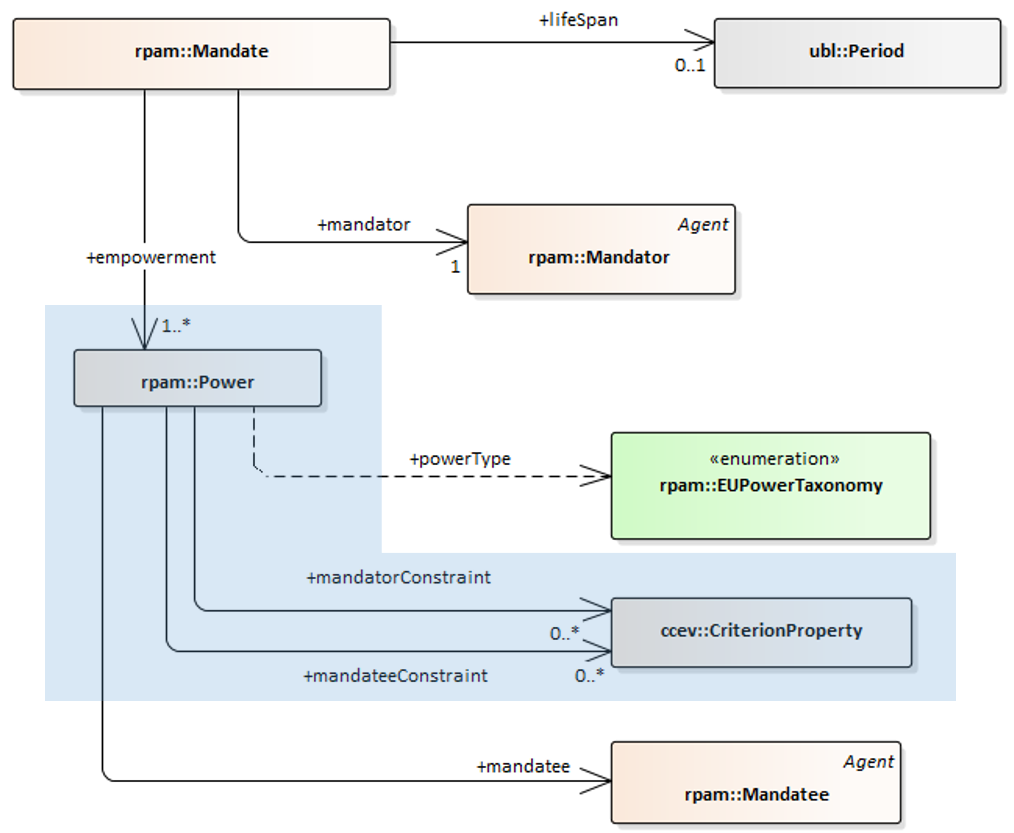 +lifeSpan
rpam::Mandate
ubl::Period
0..1
+mandator
Agent
rpam::Mandator
1
+empowerment
1..*
rpam::Power
+powerType
«enumeration»
rpam::EUPowerTaxonomy
+mandatorConstraint
0..*
ccev::CriterionProperty
+mandateeConstraint
0..*
+mandatee
Agent
rpam::Mandatee